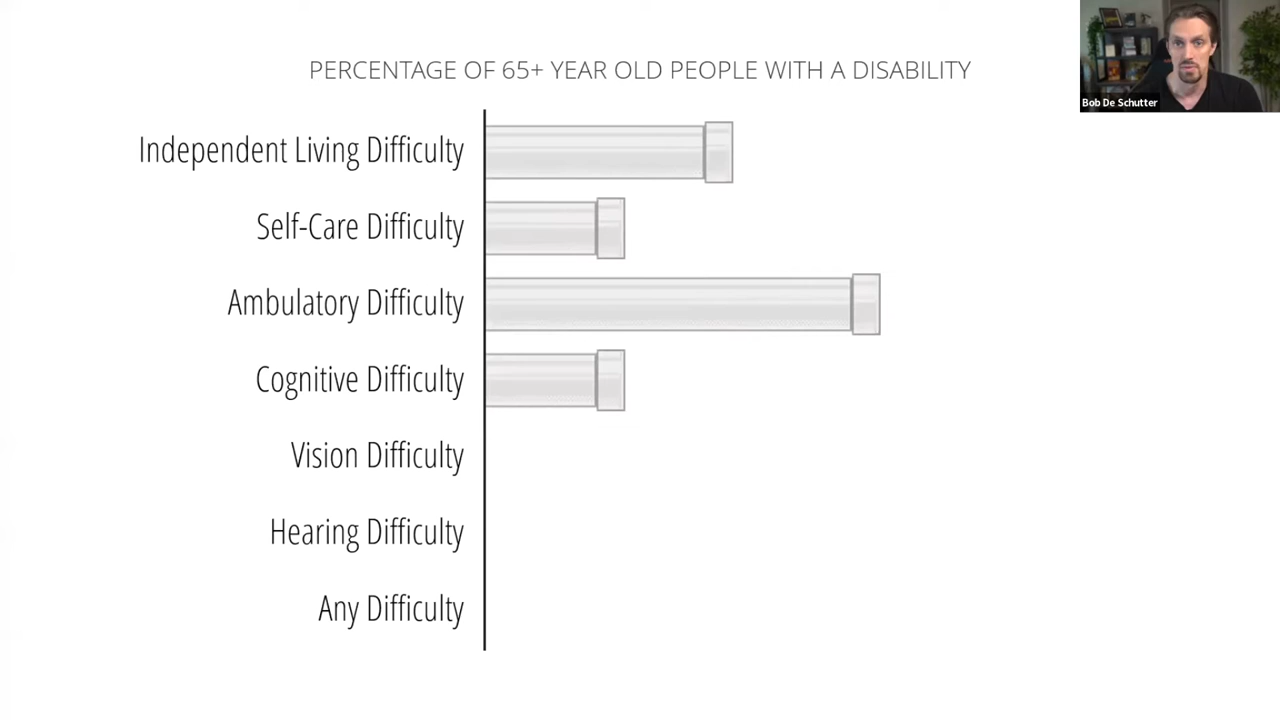 PERCENTAGE OF 65+ YEAR OLD PEOPLE WITH A DISABILITY
Bob De Schutter
Independent Living Difficulty
Self-Care Difficulty
Ambulatory Difficulty
Cognitive Difficulty
Vision Difficulty
Hearing Difficulty
Any Difficulty